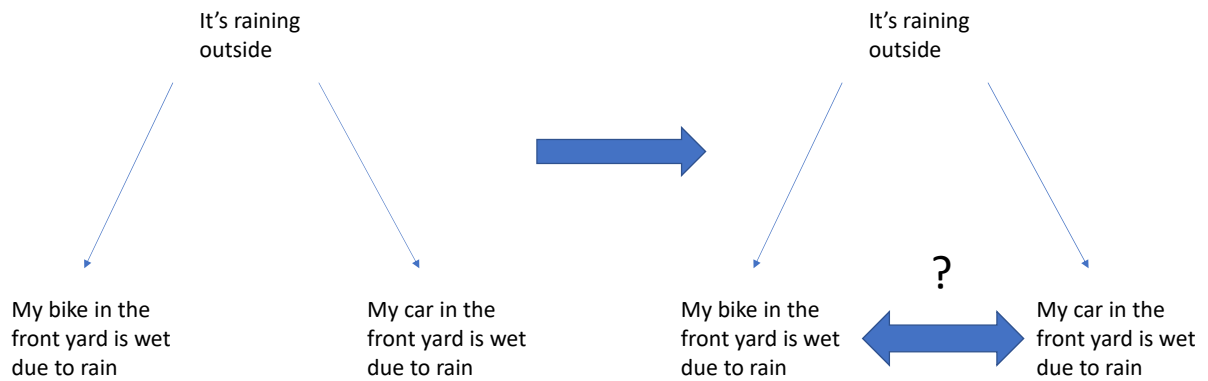 It's raining
outside
My bike in the
front yard is wet
due to rain
My car in the
front yard is wet
due to rain
It's raining
outside
?
My bike in the
front yard is wet
due to rain
My car in the
front yard is wet
due to rain